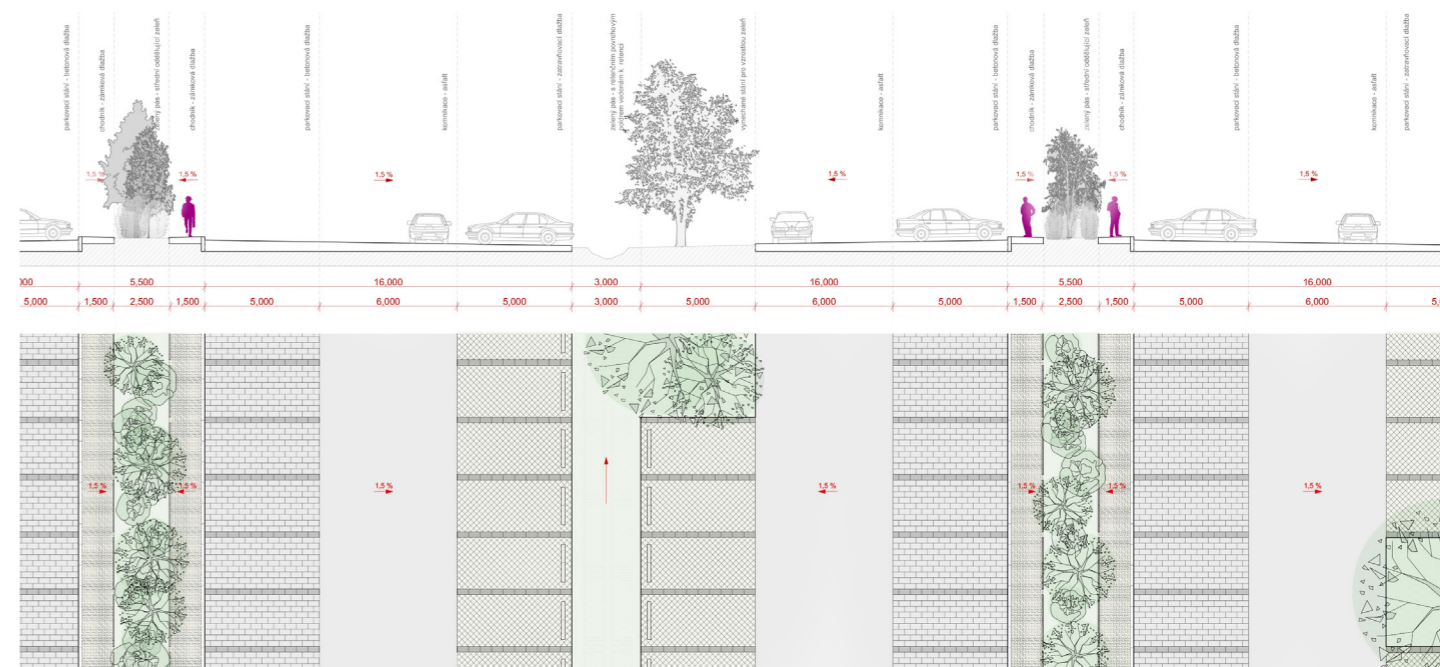 parkovací stání - betonová dlažba
chodník - zámková dlažba
zelený pás - střední oddělující zeleň
chodník - zámková dlažba
parkovací stání - betonová dlažba
komnikace - asfalt
parkovací stání - zatravňovací dlažba
zelený pás - s retenčním povrchovým
vynechané stání pro vzrostlou zeleň
komnikace - asfalt
parkovací stání - betonová dlažba
chodník - zámková dlažba
zelený pás - střední oddělující zeleň
chodník - zámková dlažba
parkovací stání - betonová dlažba
komnikace - asfalt
parkovací stání - zatravňovací dlažba
1,5 % 1,5 % 1,5 % 1,5 % 1,5 % 1,5 % 1,5 %
5,500 16,000 3,000 16,000 5,500 16,000
5,000 1,500 2,500 1,500 5,000 6,000 5,000 3,000 5,000 6,000 5,000 1,500 2,500 1,500 5,000 6,000
1,5 % 1,5 % 1,5 % 1,5 % 1,5 % 1,5 % 1,5 %